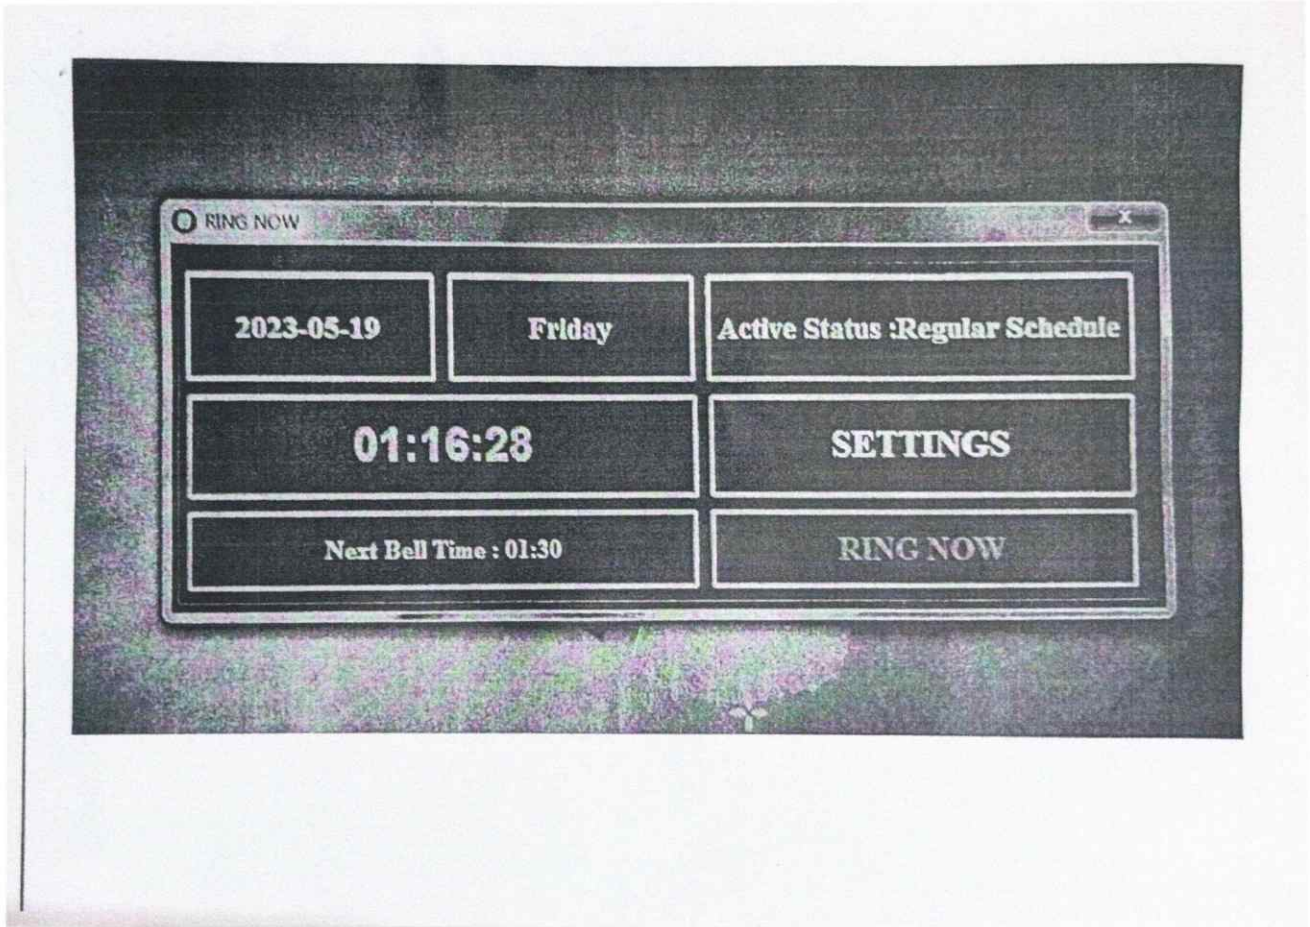 RING NOW
X
2023-05-19
Friday
Active Status :Regular Schedule
01:16:28
SETTINGS
Next Bell Time : 01:30
RING NOW